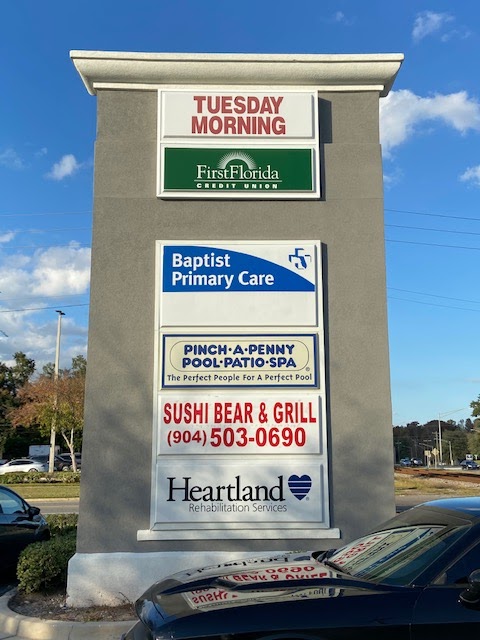 TUESDAY
MORNING
FirstFlorida
CREDIT UNION
Baptist
Primary Care
PINCH·A·PENNY
POOL·PATIO·SPA
The Perfect People For A Perfect Pool
SUSHI BEAR & GRILL
(904) 503-0690
Heartland
Rehabilitation Services